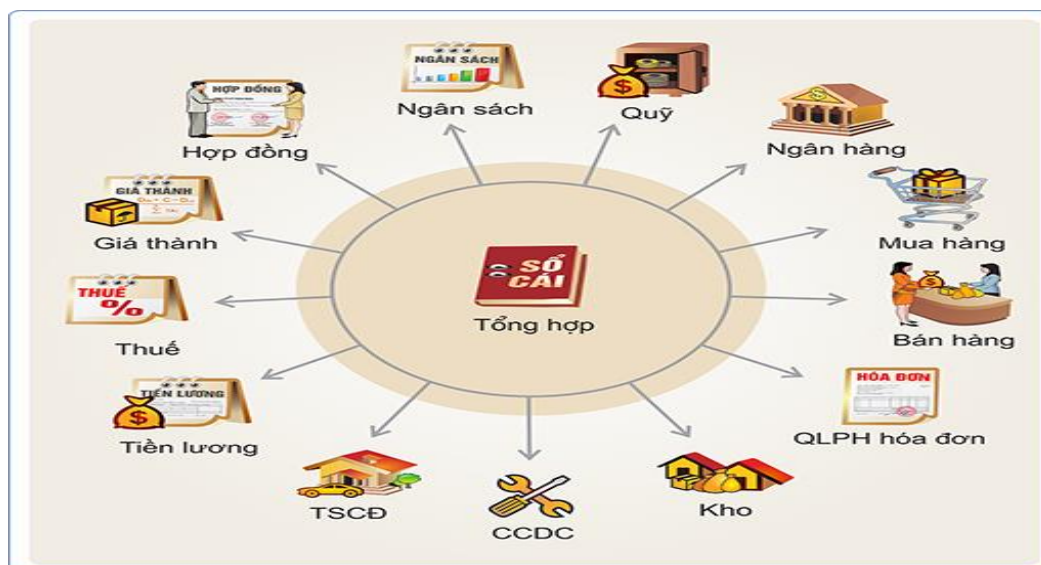 NGÂN SÁCH
Ngân sách
Quỹ
Ngân hàng
Mua hàng
Bán hàng
HÓA ĐƠN
QLPH hóa đơn
Kho
CCDC
TSCĐ
TIỀN LƯƠNG
Tiền lương
THUẾ
%
Thuế
GIÁ THÀNH
Giá thành
HỢP ĐỒNG
Hợp đồng
SỔ
CÁI
Tổng hợp